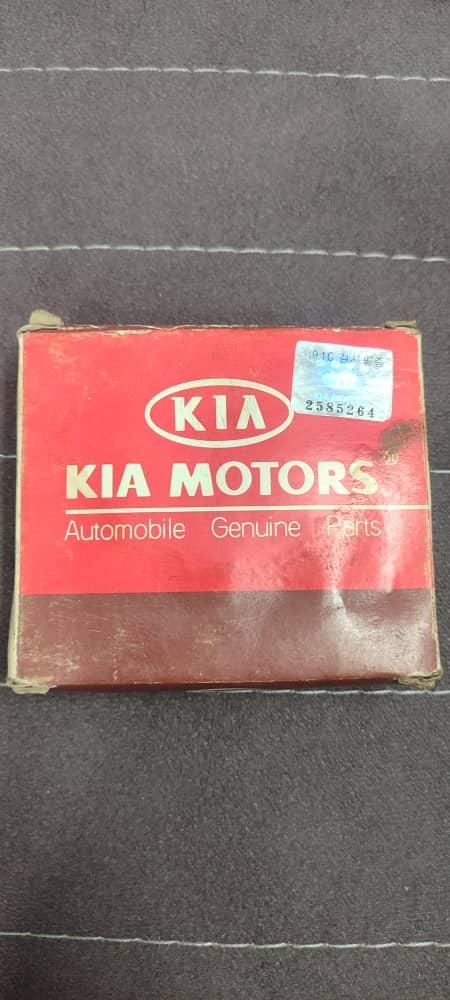 2585264
KIA
KIA MOTORS®
Automobile Genuine Parts